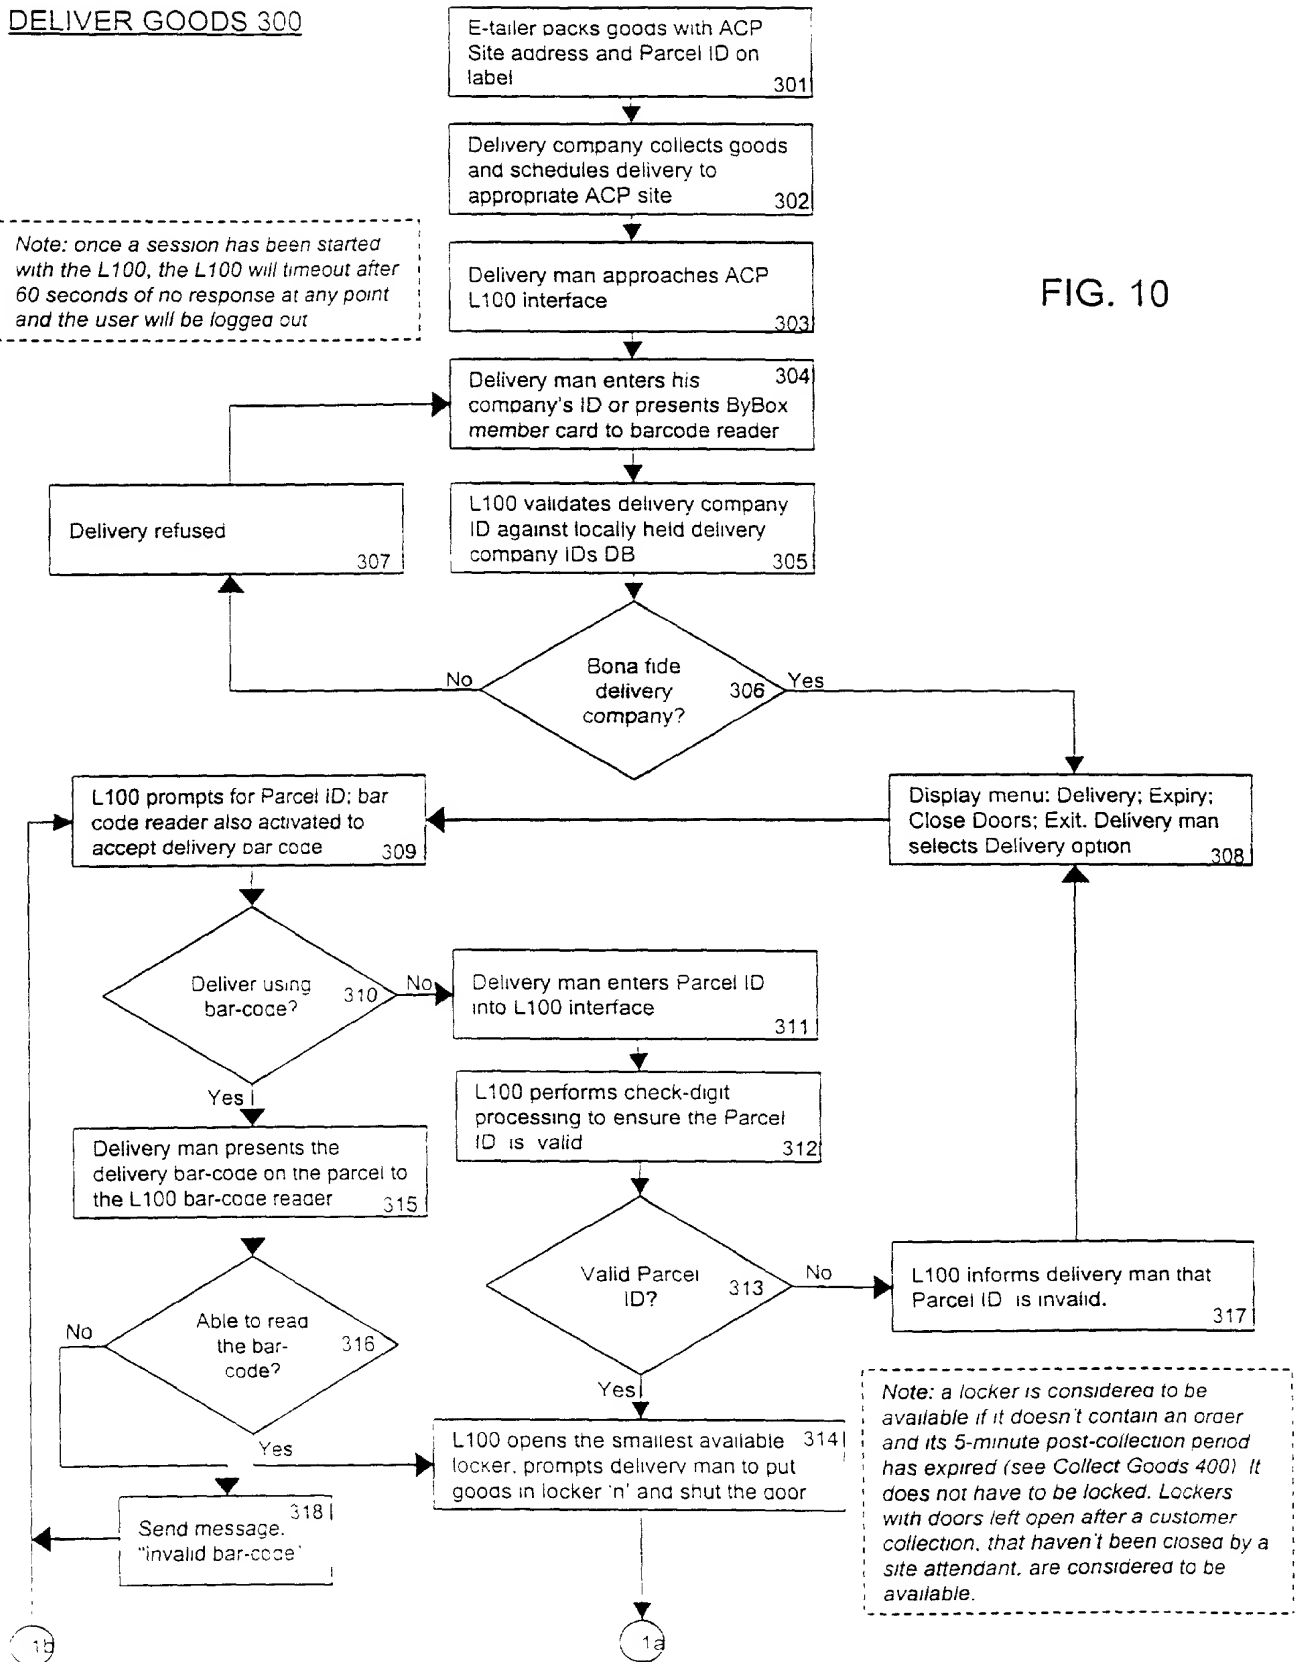 DELIVER GOODS 300
E-tailer packs goods with ACP
Site address and Parcel ID on
label
301
Delivery company collects goods
and schedules delivery to
appropriate ACP site
302
Note: once a session has been started
with the L100, the L100 will timeout after
60 seconds of no response at any point
and the user will be logged out
Delivery man approaches ACP
L100 interface
303
FIG. 10
Delivery man enters his
company's ID or presents ByBox
member card to barcode reader
304
Delivery refused
307
L100 validates delivery company
ID against locally held delivery
company IDs DB
305
No
Bona fide
delivery
company?
306
Yes
L100 prompts for Parcel ID; bar
code reader also activated to
accept delivery bar code
309
Display menu: Delivery; Expiry;
Close Doors; Exit. Delivery man
selects Delivery option
308
Deliver using
bar-code?
310
No
Delivery man enters Parcel ID
into L100 interface
311
Yes
L100 performs check-digit
processing to ensure the Parcel
ID is valid
312
Delivery man presents the
delivery bar-code on the parcel to
the L100 bar-code reader
315
Valid Parcel
ID?
313
No
L100 informs delivery man that
Parcel ID is invalid.
317
No
Able to read
the bar-
code?
316
Yes
Yes
L100 opens the smallest available
locker, prompts delivery man to put
goods in locker 'n' and shut the door
314
Note: a locker is considered to be
available if it doesn't contain an order
and its 5-minute post-collection period
has expired (see Collect Goods 400) It
does not have to be locked. Lockers
with doors left open after a customer
collection, that haven't been closed by a
site attendant, are considered to be
available.
Send message.
"invalid bar-code'
318
1b
1a